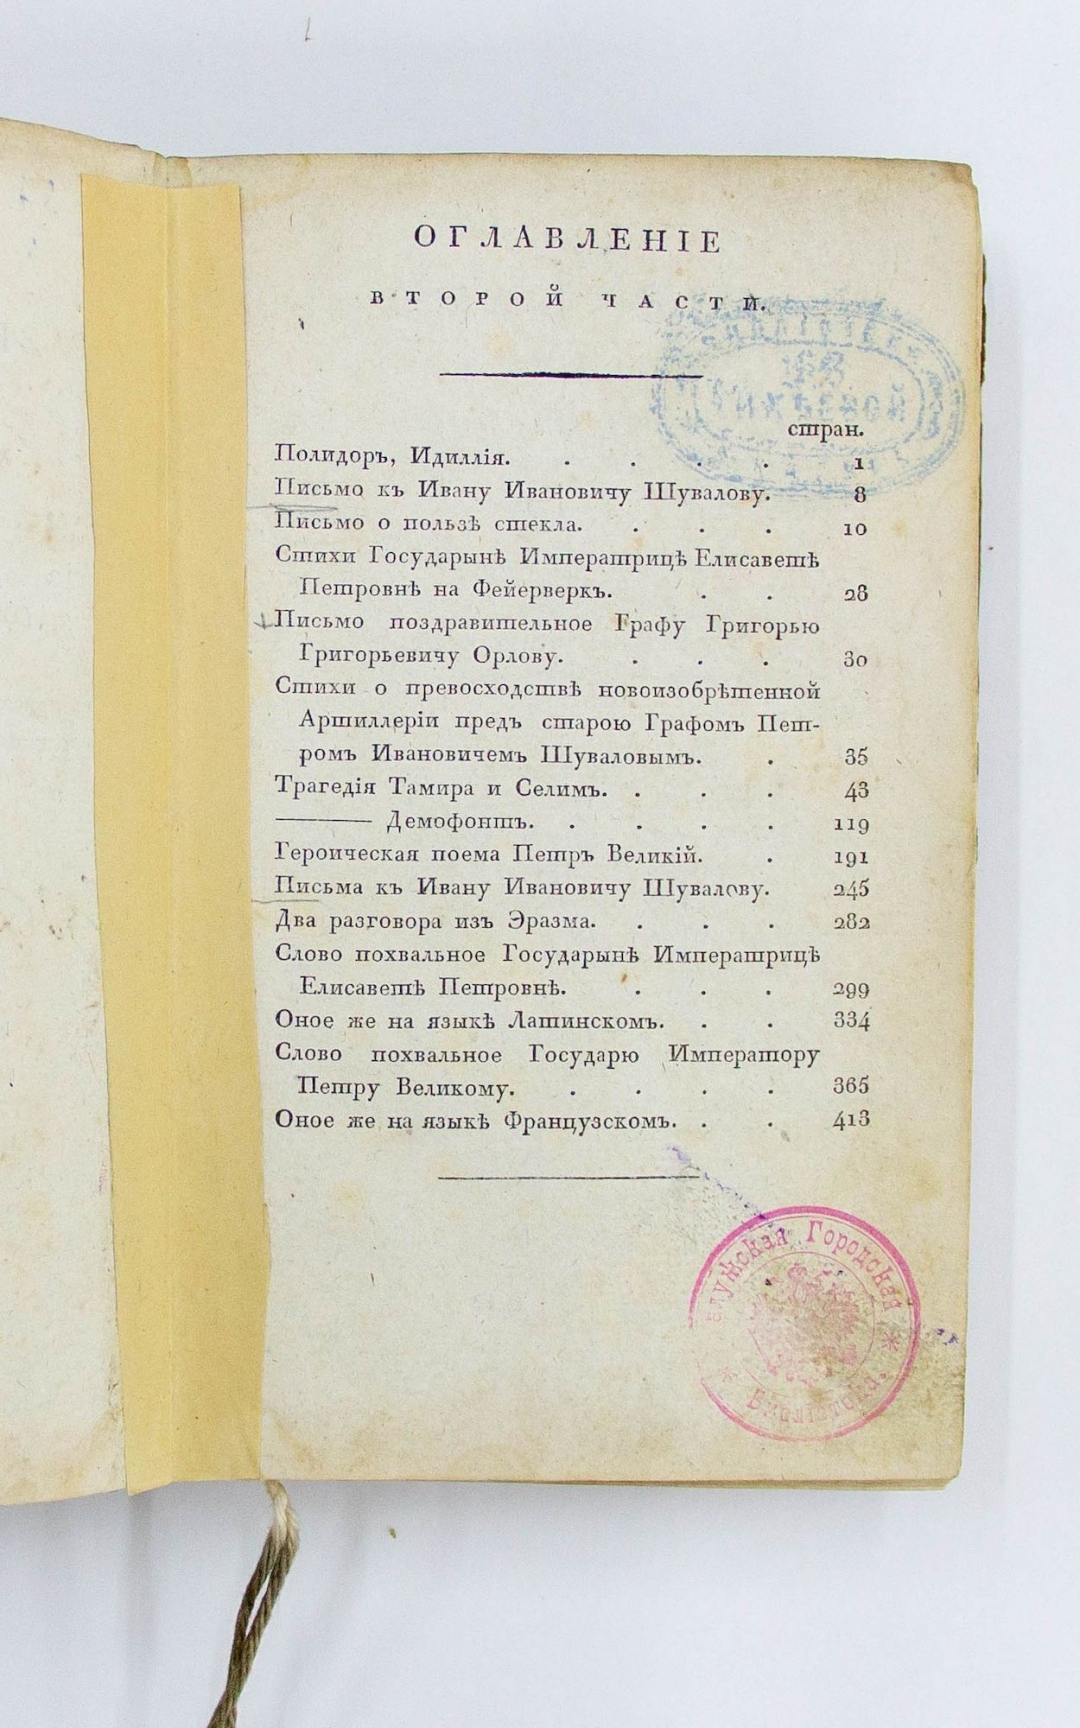 ОГЛАВЛЕНІЕ
ВТОРОЙ ЧАСТИ.
стран.
Полидоръ, Идиллія. . . . . 1
Письмо къ Ивану Ивановичу Шувалову. 8
Письмо о пользѣ стекла. . . . 10
Стихи Государынѣ Императрицѣ Елисаветѣ
Петровнѣ на Фейерверкъ. . . 28
Письмо поздравительное Графу Григорью
Григорьевичу Орлову. . . . 30
Стихи о превосходствѣ новоизобрѣтенной
Артиллеріи предъ старою Графомъ Пет-
ромъ Ивановичемъ Шуваловымъ. . 35
Трагедія Тамира и Селимъ. . . . 43
——— Демофонтъ. . . . . 119
Героическая поема Петръ Великій. . 191
Письма къ Ивану Ивановичу Шувалову. 245
Два разговора изъ Эразма. . . . 282
Слово похвальное Государынѣ Императрицѣ
Елисаветѣ Петровнѣ. . . . 299
Оное же на языкѣ Латинскомъ. . . 334
Слово похвальное Государю Императору
Петру Великому. . . . . 365
Оное же на языкѣ Французскомъ. . . 413
Городская
Библіотека.